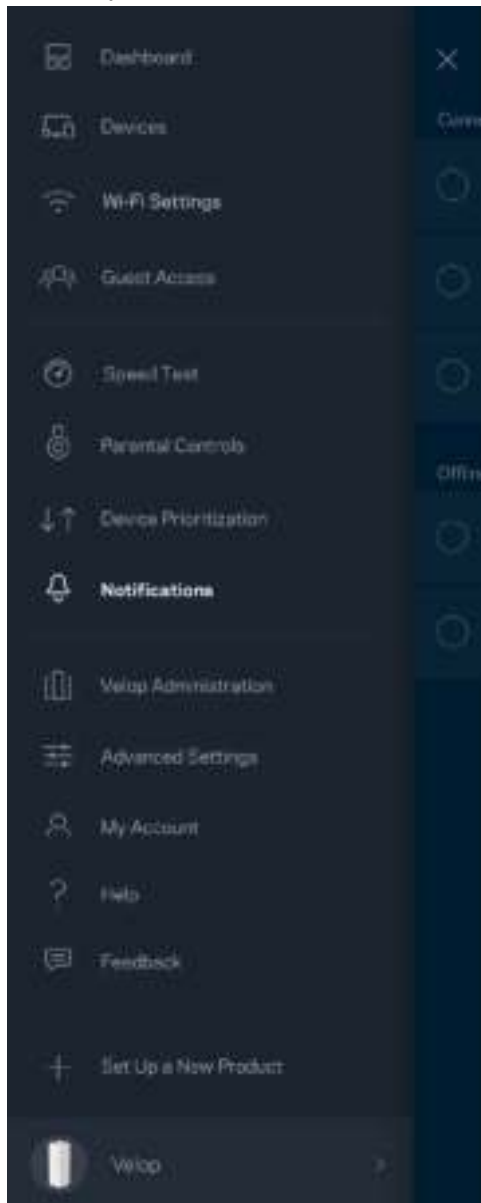 Dashboard
Devices
Wi-Fi Settings
Guest Access
Speed Test
Parental Controls
Device Prioritization
Notifications
Velop Administration
Advanced Settings
My Account
Help
Feedback
Set Up a New Product
Velop